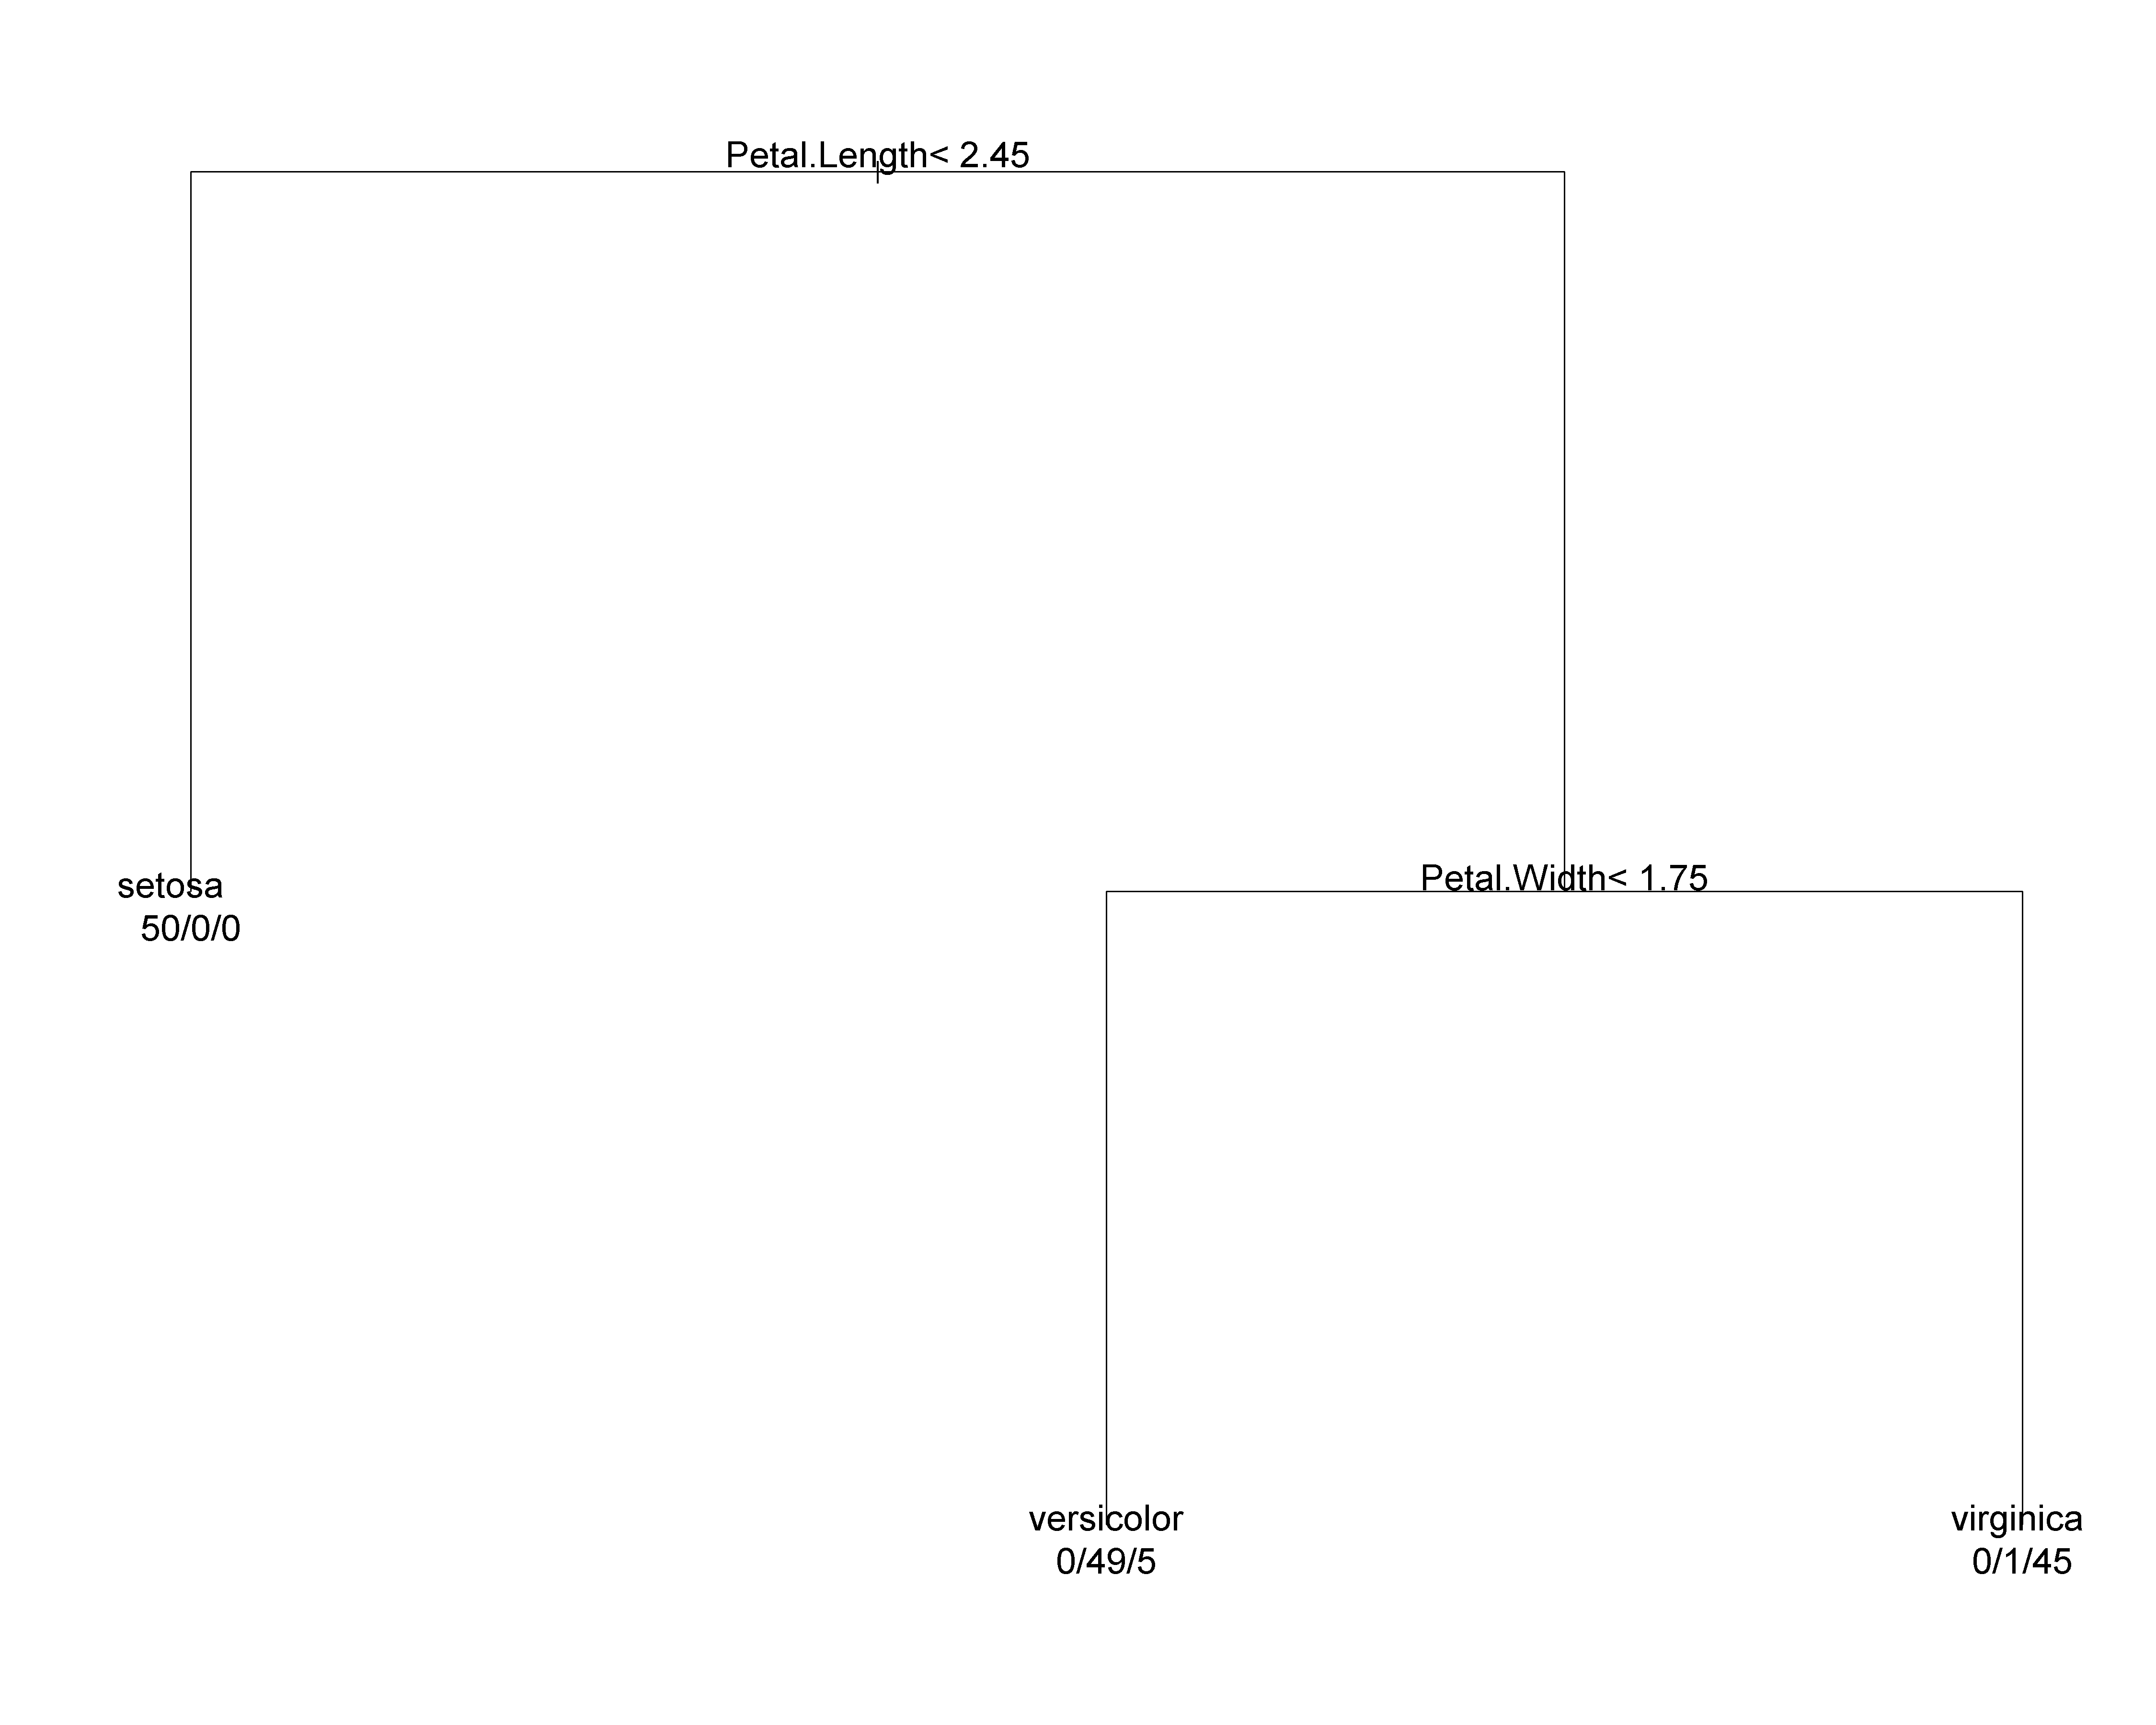 Petal.Length< 2.45
Petal.Width< 1.75
setosa
50/0/0
versicolor
0/49/5
virginica
0/1/45